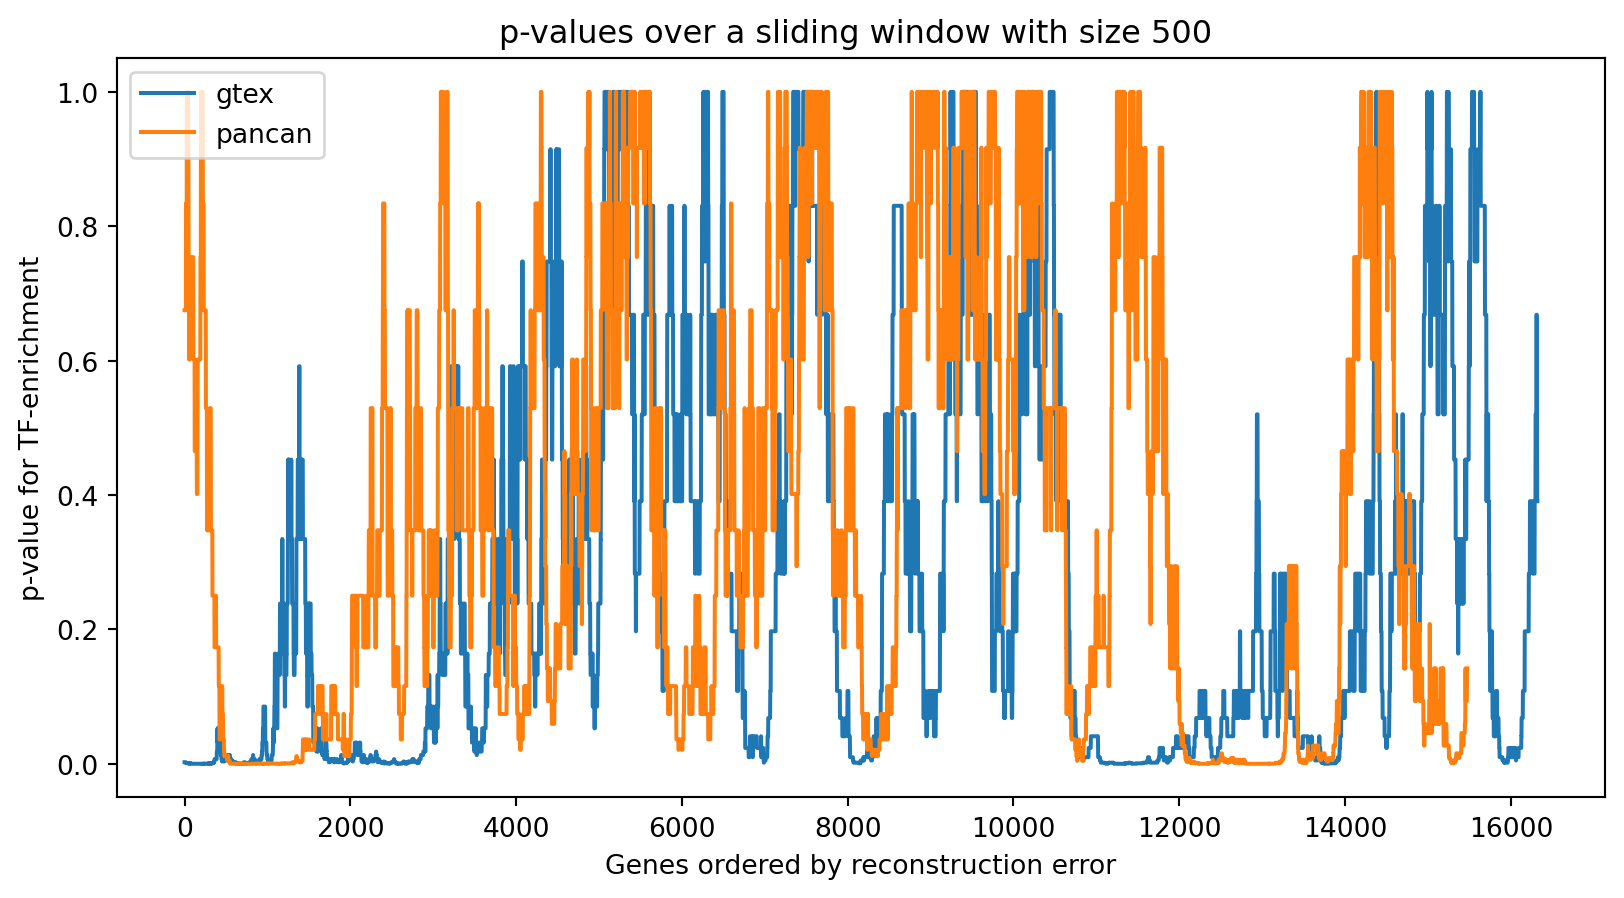 p-values over a sliding window with size 500
gtex
pancan
p-value for TF-enrichment
1.0
0.8
0.6
0.4
0.2
0.0
0 2000 4000 6000 8000 10000 12000 14000 16000
Genes ordered by reconstruction error